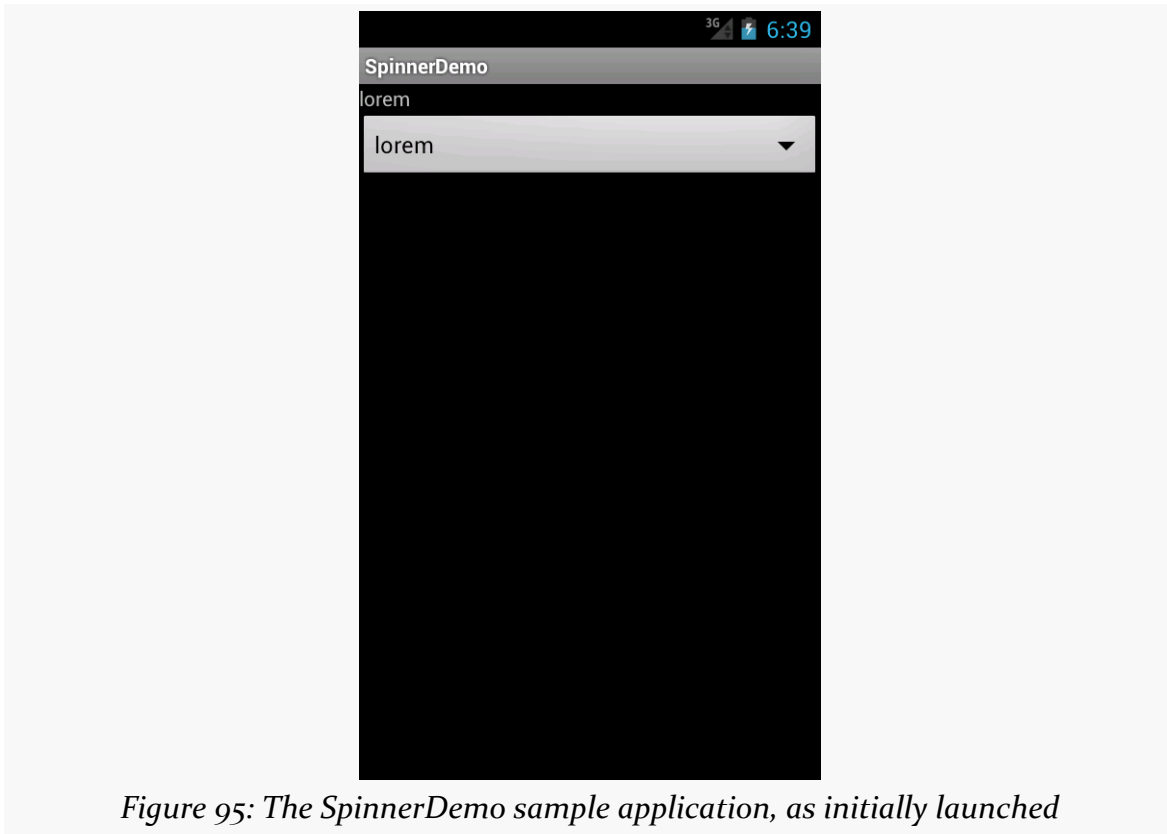 3G 6:39
SpinnerDemo
lorem
lorem
Figure 95: The SpinnerDemo sample application, as initially launched